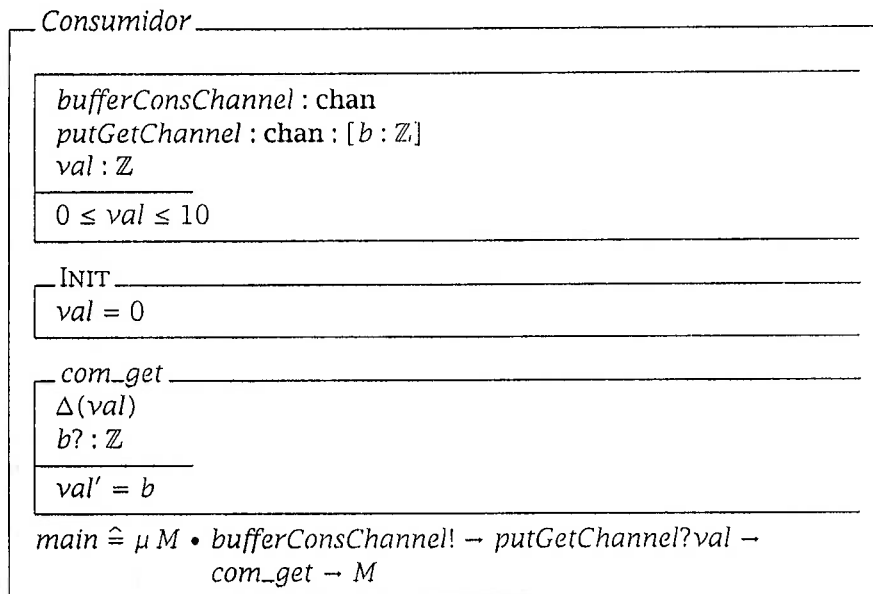 Consumidor
bufferConsChannel : chan
putGetChannel : chan : [b : ℤ]
val : ℤ
0 ≤ val ≤ 10
INIT
val = 0
com_get
Δ(val)
b? : ℤ
val′ = b
main ≙ μ M • bufferConsChannel! → putGetChannel?val →
com_get → M